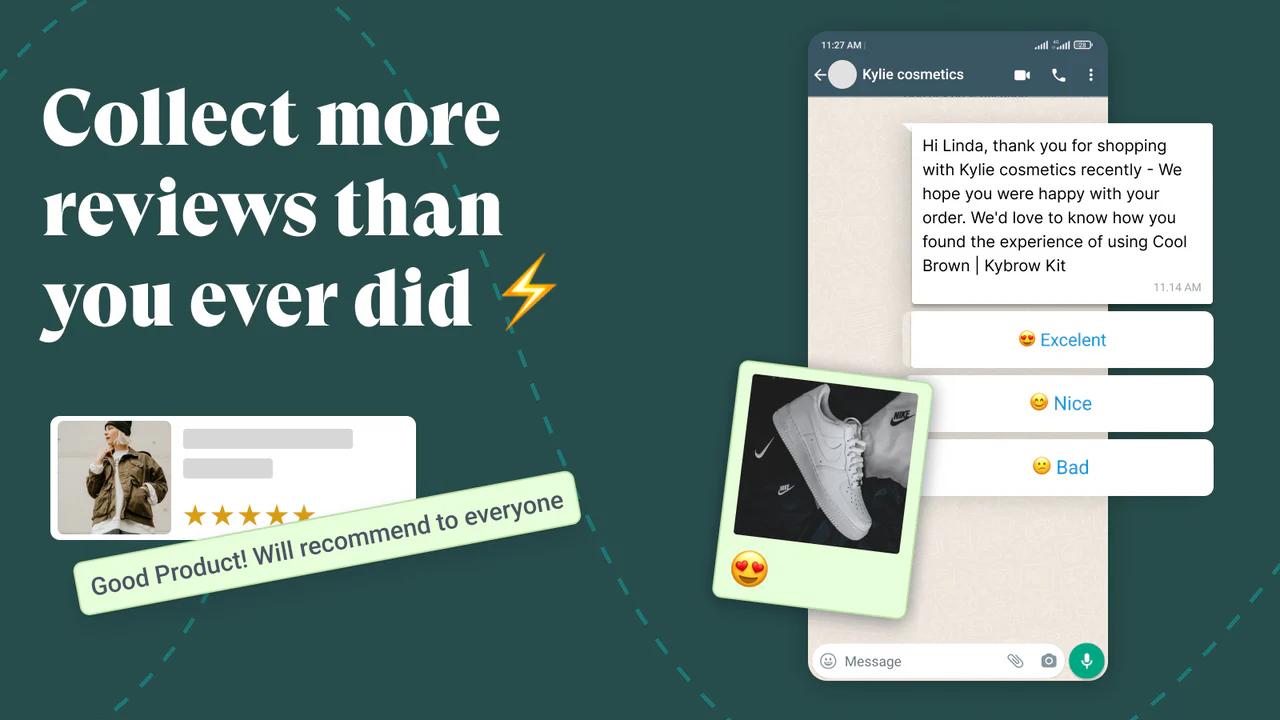 Collect more
reviews than
you ever did ⚡
Good Product! Will recommend to everyone
11:27 AM
Kylie cosmetics
Hi Linda, thank you for shopping
with Kylie cosmetics recently - We
hope you were happy with your
order. We'd love to know how you
found the experience of using Cool
Brown | Kybrow Kit
11.14 AM
😍 Excelent
😊 Nice
😕 Bad
NIKE
NIKE
Message